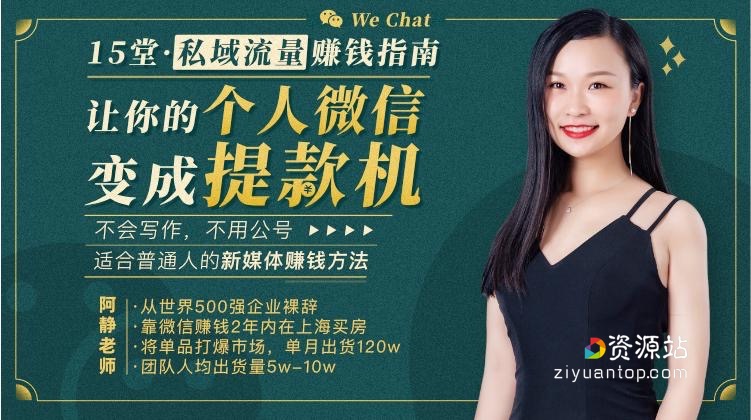 We Chat
15堂·私域流量赚钱指南
让你的个人微信
变成提款机
不会写作，不用公号
适合普通人的新媒体赚钱方法
阿静老师
·从世界500强企业裸辞
·靠微信赚钱2年内在上海买房
·将单品打爆市场，单月出货120w
·团队人均出货量5w-10w
资源站
ziyuantop.com